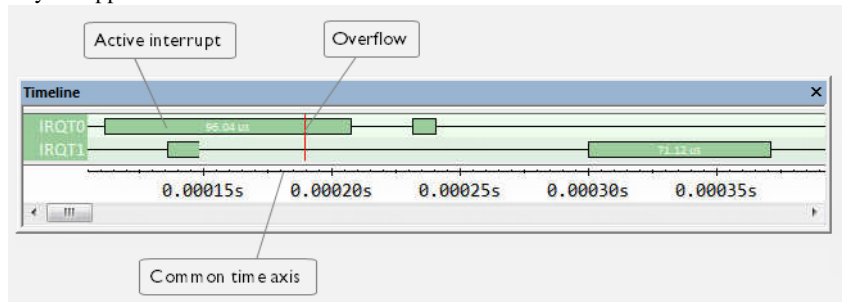 Active interrupt
Overflow
Timeline
IRQT0
95.04 us
IRQT1
71.12 us
0.00015s 0.00020s 0.00025s 0.00030s 0.00035s
Common time axis